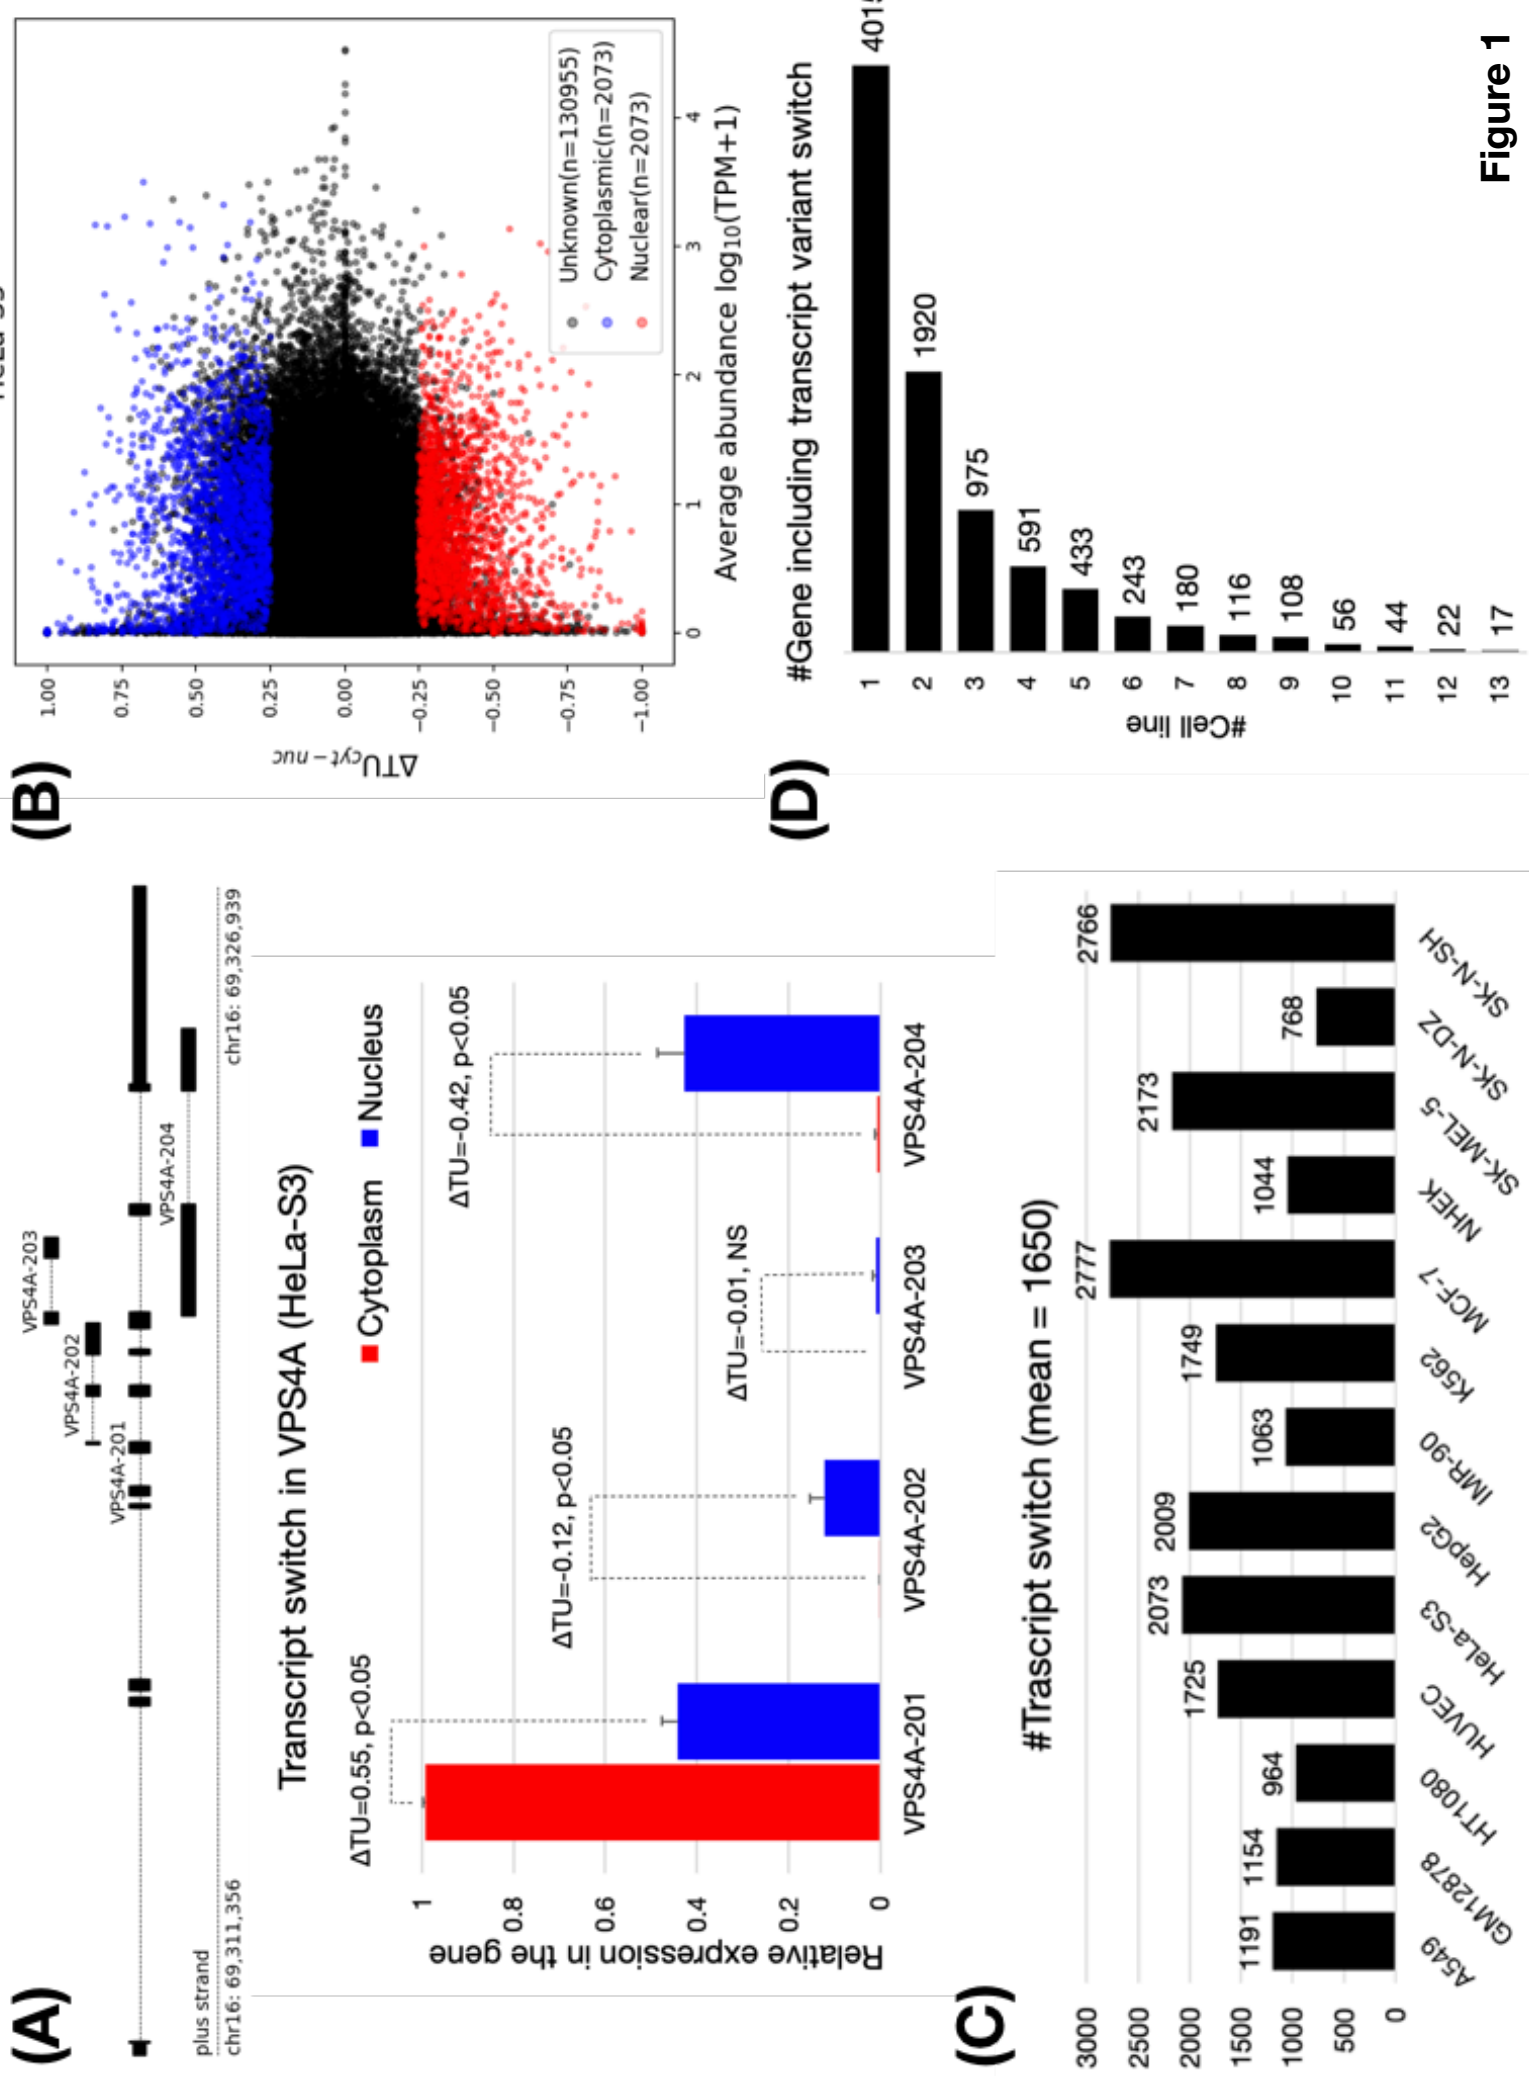 (A)
VPS4A-203
VPS4A-202
VPS4A-201
VPS4A-204
plus strand
chr16: 69,311,356
chr16: 69,326,939
Transcript switch in VPS4A (HeLa-S3)
Cytoplasm
Nucleus
ΔTU=0.55, p<0.05
ΔTU=-0.12, p<0.05
ΔTU=-0.01, NS
ΔTU=-0.42, p<0.05
Relative expression in the gene
1
0.8
0.6
0.4
0.2
0
VPS4A-201
VPS4A-202
VPS4A-203
VPS4A-204
(B)
ΔTUcyt-nuc
1.00
0.75
0.50
0.25
0.00
-0.25
-0.50
-0.75
-1.00
Unknown(n=130955)
Cytoplasmic(n=2073)
Nuclear(n=2073)
0
1
2
3
4
Average abundance log10(TPM+1)
(C)
#Trascript switch (mean = 1650)
3000
2500
2000
1500
1000
500
0
1191
1154
964
1725
2073
2009
1063
1749
2777
1044
2173
768
2766
A549
GM12878
HT1080
HUVEC
HeLa-S3
HepG2
IMR-90
K562
MCF-7
NHEK
SK-MEL-5
SK-N-DZ
SK-N-SH
(D)
#Gene including transcript variant switch
#Cell line
1
2 1920
3 975
4 591
5 433
6 243
7 180
8 116
9 108
10 56
11 44
12 22
13 17
Figure 1